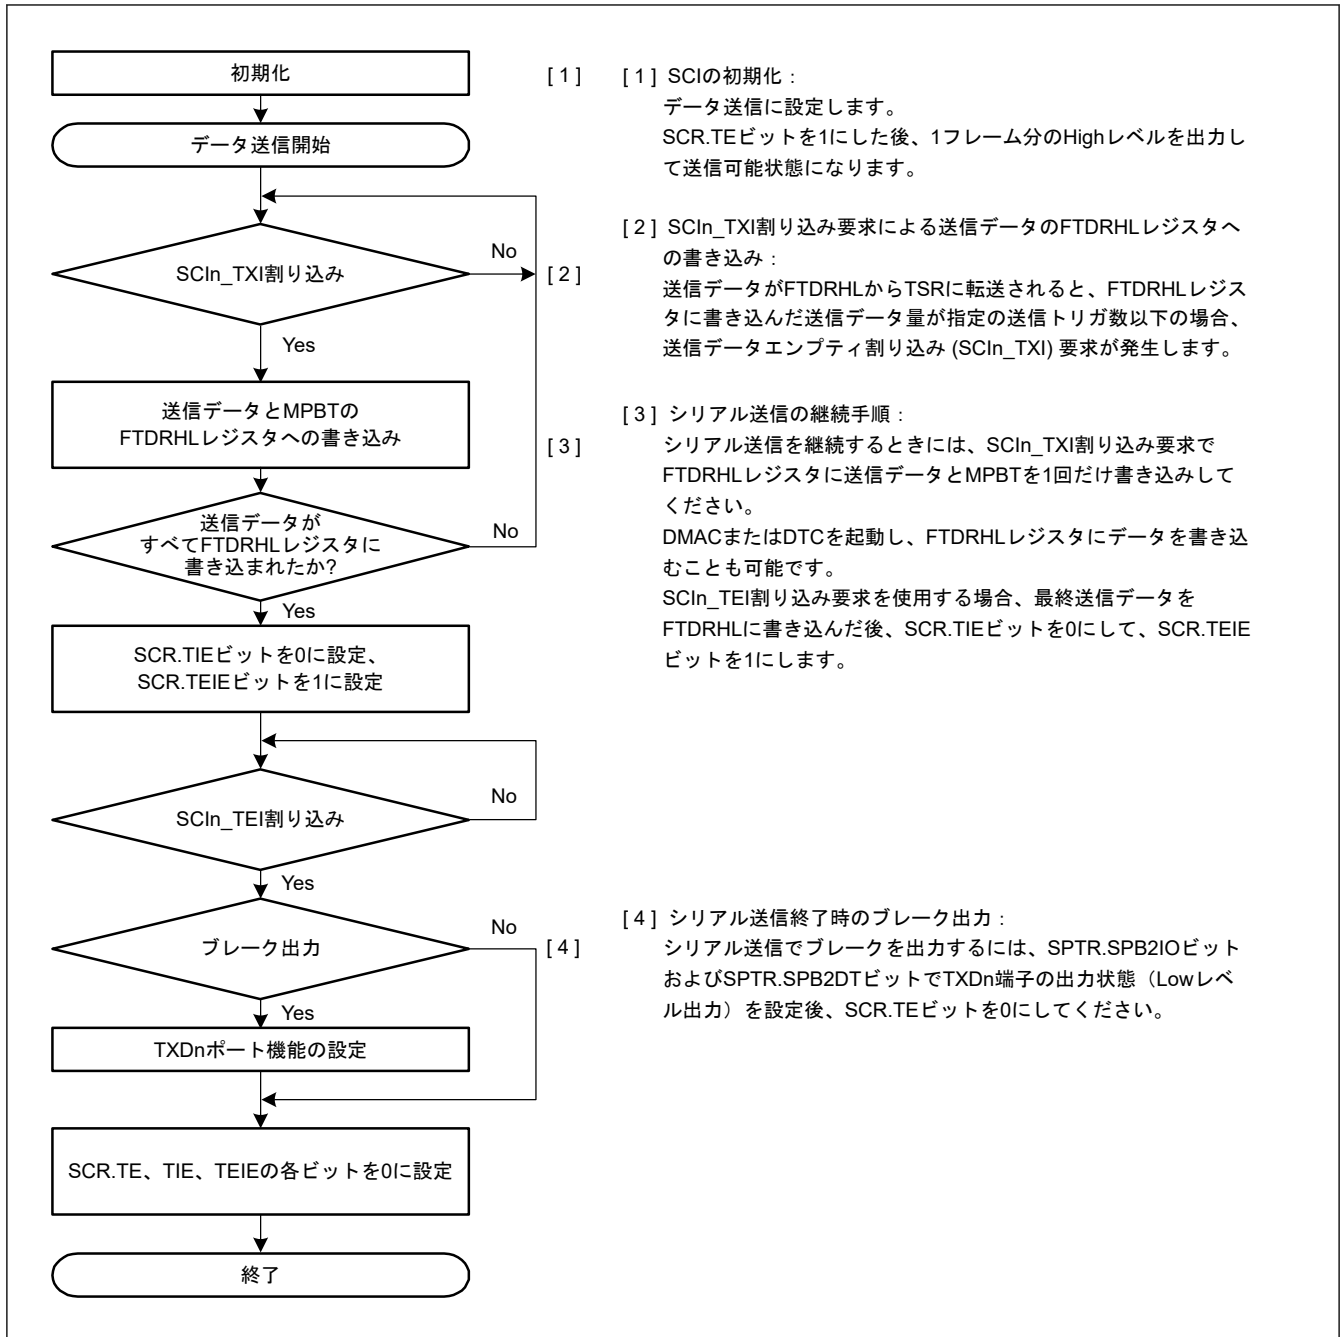 初期化
[ 1 ]
データ送信開始
SCIn_TXI割り込み
No
[ 2 ]
Yes
送信データとMPBTの
FTDRHLレジスタへの書き込み
[ 3 ]
送信データが
すべてFTDRHLレジスタに
書き込まれたか?
No
Yes
SCR.TIEビットを0に設定、
SCR.TEIEビットを1に設定
SCIn_TEI割り込み
No
Yes
ブレーク出力
No
[ 4 ]
Yes
TXDnポート機能の設定
SCR.TE、TIE、TEIEの各ビットを0に設定
終了
[ 1 ] SCIの初期化：
データ送信に設定します。
SCR.TEビットを1にした後、1フレーム分のHighレベルを出力し
て送信可能状態になります。
[ 2 ] SCIn_TXI割り込み要求による送信データのFTDRHLレジスタへ
の書き込み：
送信データがFTDRHLからTSRに転送されると、FTDRHLレジス
タに書き込んだ送信データ量が指定の送信トリガ数以下の場合、
送信データエンプティ割り込み (SCIn_TXI) 要求が発生します。
[ 3 ] シリアル送信の継続手順：
シリアル送信を継続するときには、SCIn_TXI割り込み要求で
FTDRHLレジスタに送信データとMPBTを1回だけ書き込みして
ください。
DMACまたはDTCを起動し、FTDRHLレジスタにデータを書き込
むことも可能です。
SCIn_TEI割り込み要求を使用する場合、最終送信データを
FTDRHLに書き込んだ後、SCR.TIEビットを0にして、SCR.TEIE
ビットを1にします。
[ 4 ] シリアル送信終了時のブレーク出力：
シリアル送信でブレークを出力するには、SPTR.SPB2IOビット
およびSPTR.SPB2DTビットでTXDn端子の出力状態（Lowレベ
ル出力）を設定後、SCR.TEビットを0にしてください。